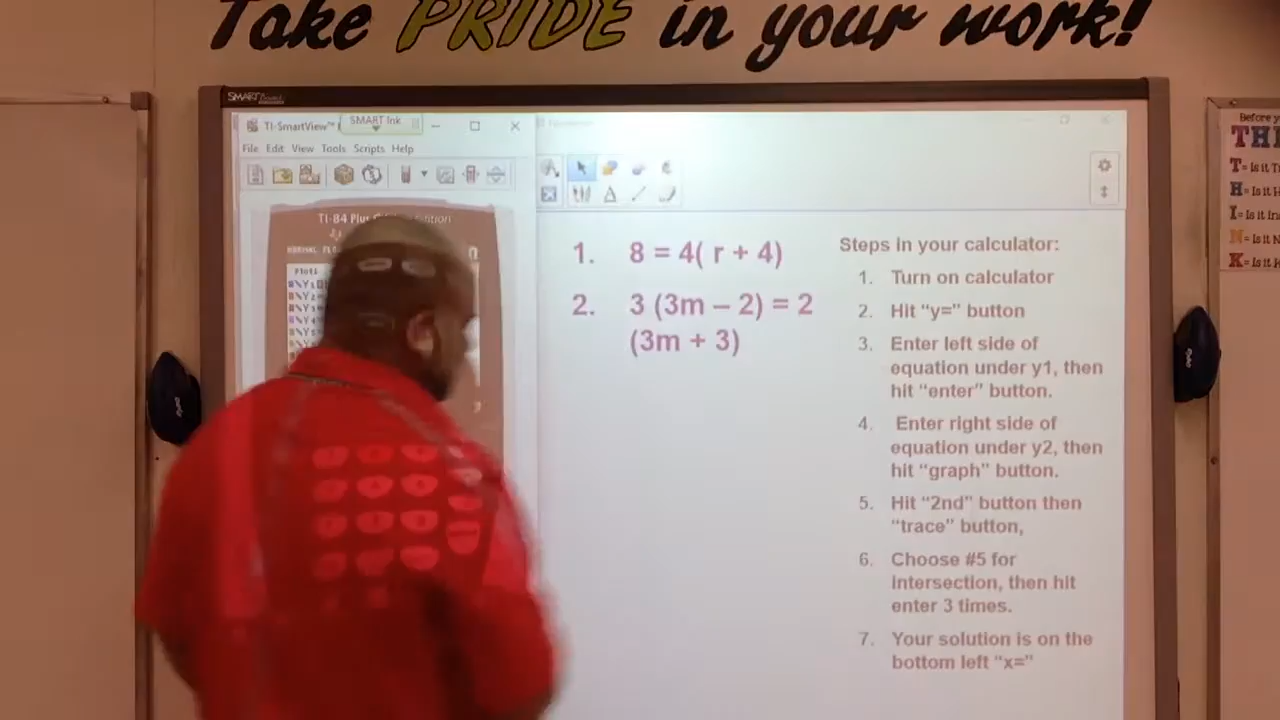 Take PRIDE in your work!
SMART Board
TI-SmartView™
SMART Ink
File Edit View Tools Scripts Help
TI-84 Plus
NORMAL
Plot1
1. 8 = 4( r + 4)
2. 3 (3m – 2) = 2
(3m + 3)
Steps in your calculator:
1. Turn on calculator
2. Hit “y=” button
3. Enter left side of
equation under y1, then
hit “enter” button.
4. Enter right side of
equation under y2, then
hit “graph” button.
5. Hit “2nd” button then
“trace” button,
6. Choose #5 for
intersection, then hit
enter 3 times.
7. Your solution is on the
bottom left “x=”
Before
T= Is it
H= Is it
I= Is it
N= Is it
K= Is it